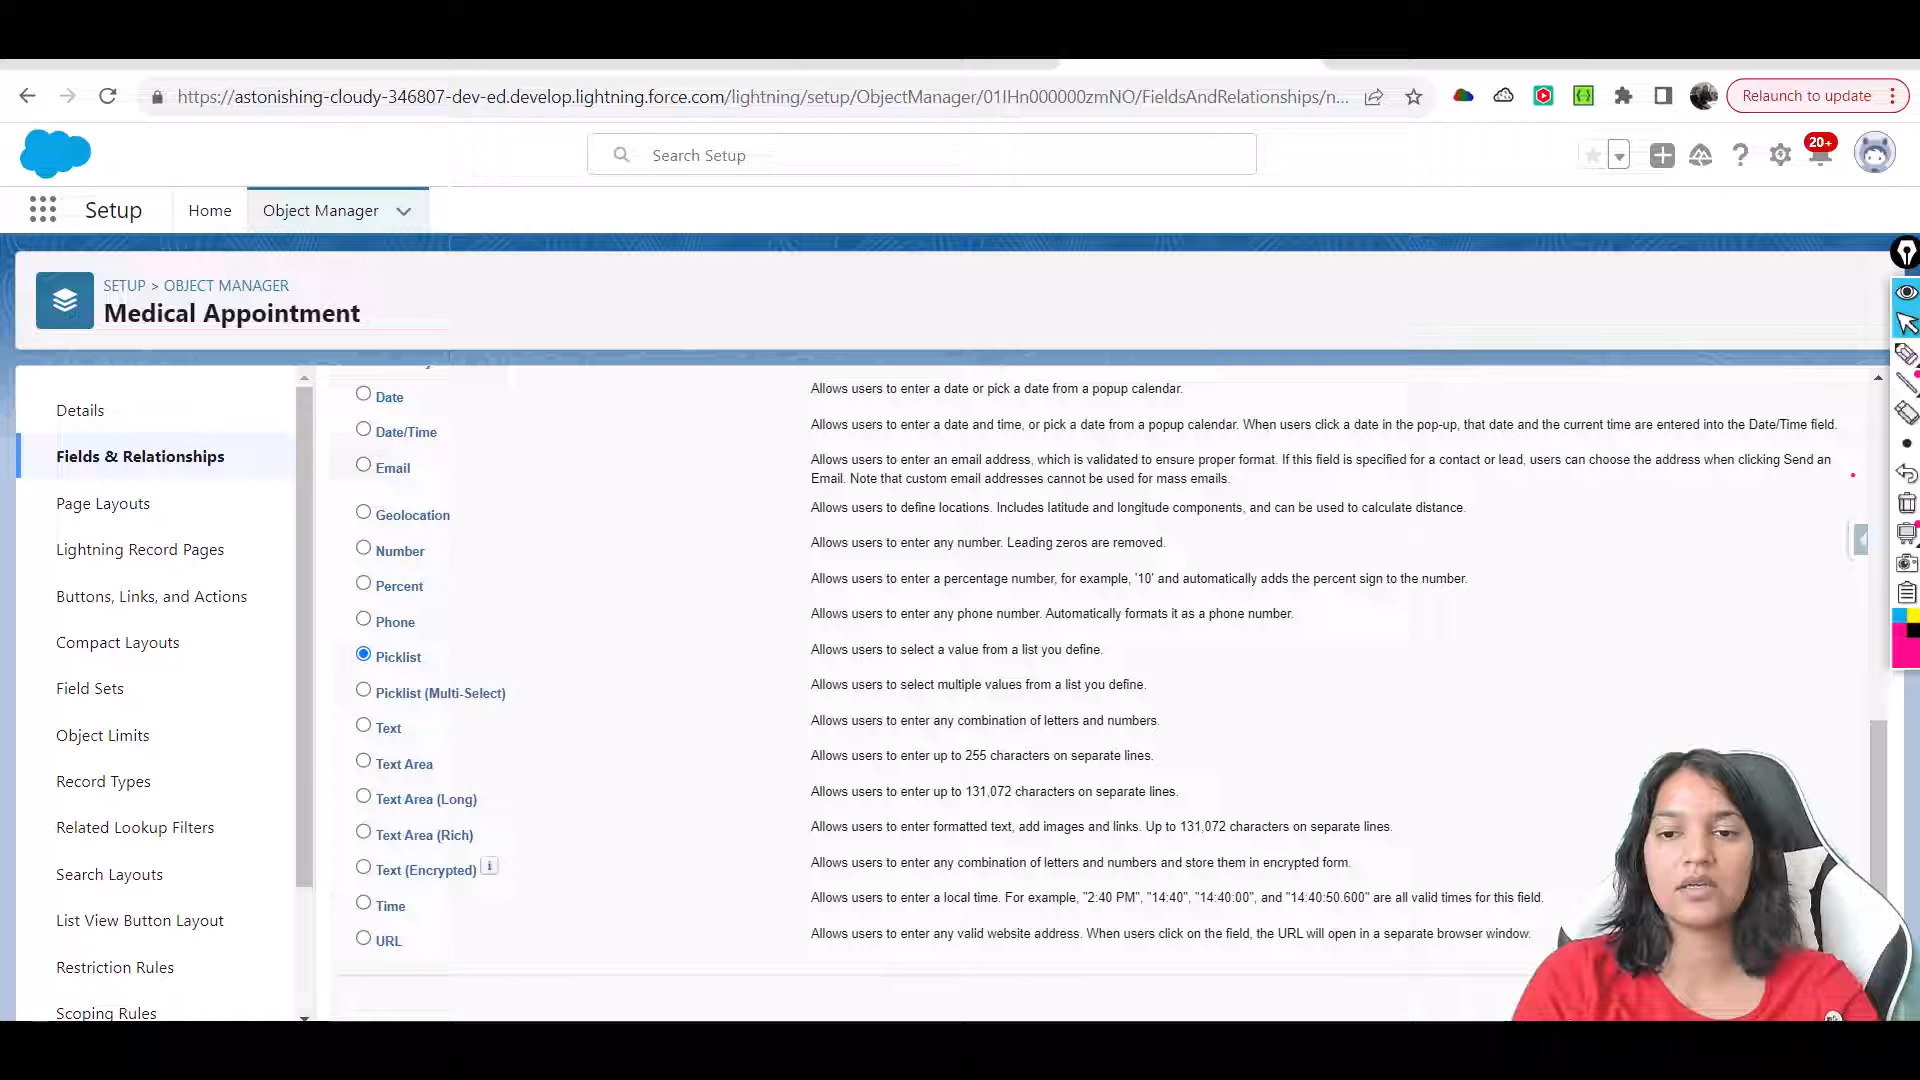 https://astonishing-cloudy-346807-dev-ed.develop.lightning.force.com/lightning/setup/ObjectManager/01IHn000000zmNO/FieldsAndRelationships/n...
Relaunch to update
Search Setup
20+
Setup
Home
Object Manager
SETUP > OBJECT MANAGER
Medical Appointment
Details
Fields & Relationships
Page Layouts
Lightning Record Pages
Buttons, Links, and Actions
Compact Layouts
Field Sets
Object Limits
Record Types
Related Lookup Filters
Search Layouts
List View Button Layout
Restriction Rules
Scoping Rules
Date
Allows users to enter a date or pick a date from a popup calendar.
Date/Time
Allows users to enter a date and time, or pick a date from a popup calendar. When users click a date in the pop-up, that date and the current time are entered into the Date/Time field.
Email
Allows users to enter an email address, which is validated to ensure proper format. If this field is specified for a contact or lead, users can choose the address when clicking Send an
Email. Note that custom email addresses cannot be used for mass emails.
Geolocation
Allows users to define locations. Includes latitude and longitude components, and can be used to calculate distance.
Number
Allows users to enter any number. Leading zeros are removed.
Percent
Allows users to enter a percentage number, for example, '10' and automatically adds the percent sign to the number.
Phone
Allows users to enter any phone number. Automatically formats it as a phone number.
Picklist
Allows users to select a value from a list you define.
Picklist (Multi-Select)
Allows users to select multiple values from a list you define.
Text
Allows users to enter any combination of letters and numbers.
Text Area
Allows users to enter up to 255 characters on separate lines.
Text Area (Long)
Allows users to enter up to 131,072 characters on separate lines.
Text Area (Rich)
Allows users to enter formatted text, add images and links. Up to 131,072 characters on separate lines.
Text (Encrypted)
Allows users to enter any combination of letters and numbers and store them in encrypted form.
Time
Allows users to enter a local time. For example, "2:40 PM", "14:40", "14:40:00", and "14:40:50.600" are all valid times for this field.
URL
Allows users to enter any valid website address. When users click on the field, the URL will open in a separate browser window.